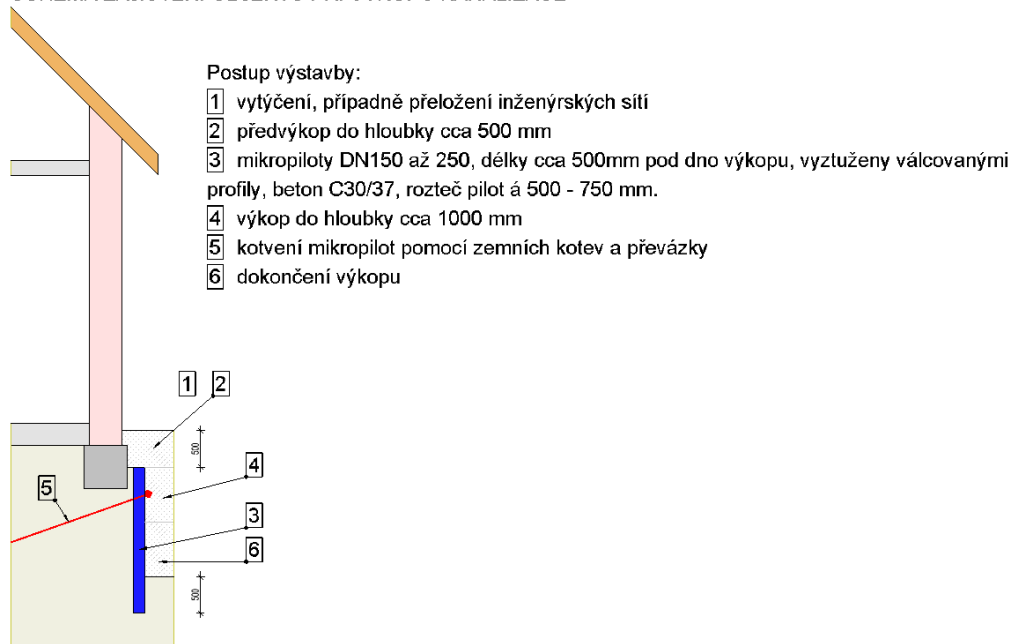 Postup výstavby:
1 vytýčení, případně přeložení inženýrských sítí
2 předvýkop do hloubky cca 500 mm
3 mikropiloty DN150 až 250, délky cca 500mm pod dno výkopu, vyztuženy válcovanými
profily, beton C30/37, rozteč pilot á 500 - 750 mm.
4 výkop do hloubky cca 1000 mm
5 kotvení mikropilot pomocí zemních kotev a převázky
6 dokončení výkopu
1 2
500
4
5
3
6
500